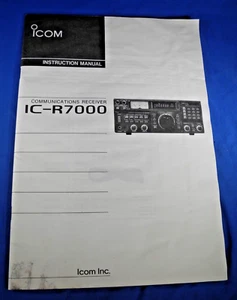 ICOM
INSTRUCTION MANUAL
COMMUNICATIONS RECEIVER
IC-R7000
Icom Inc.